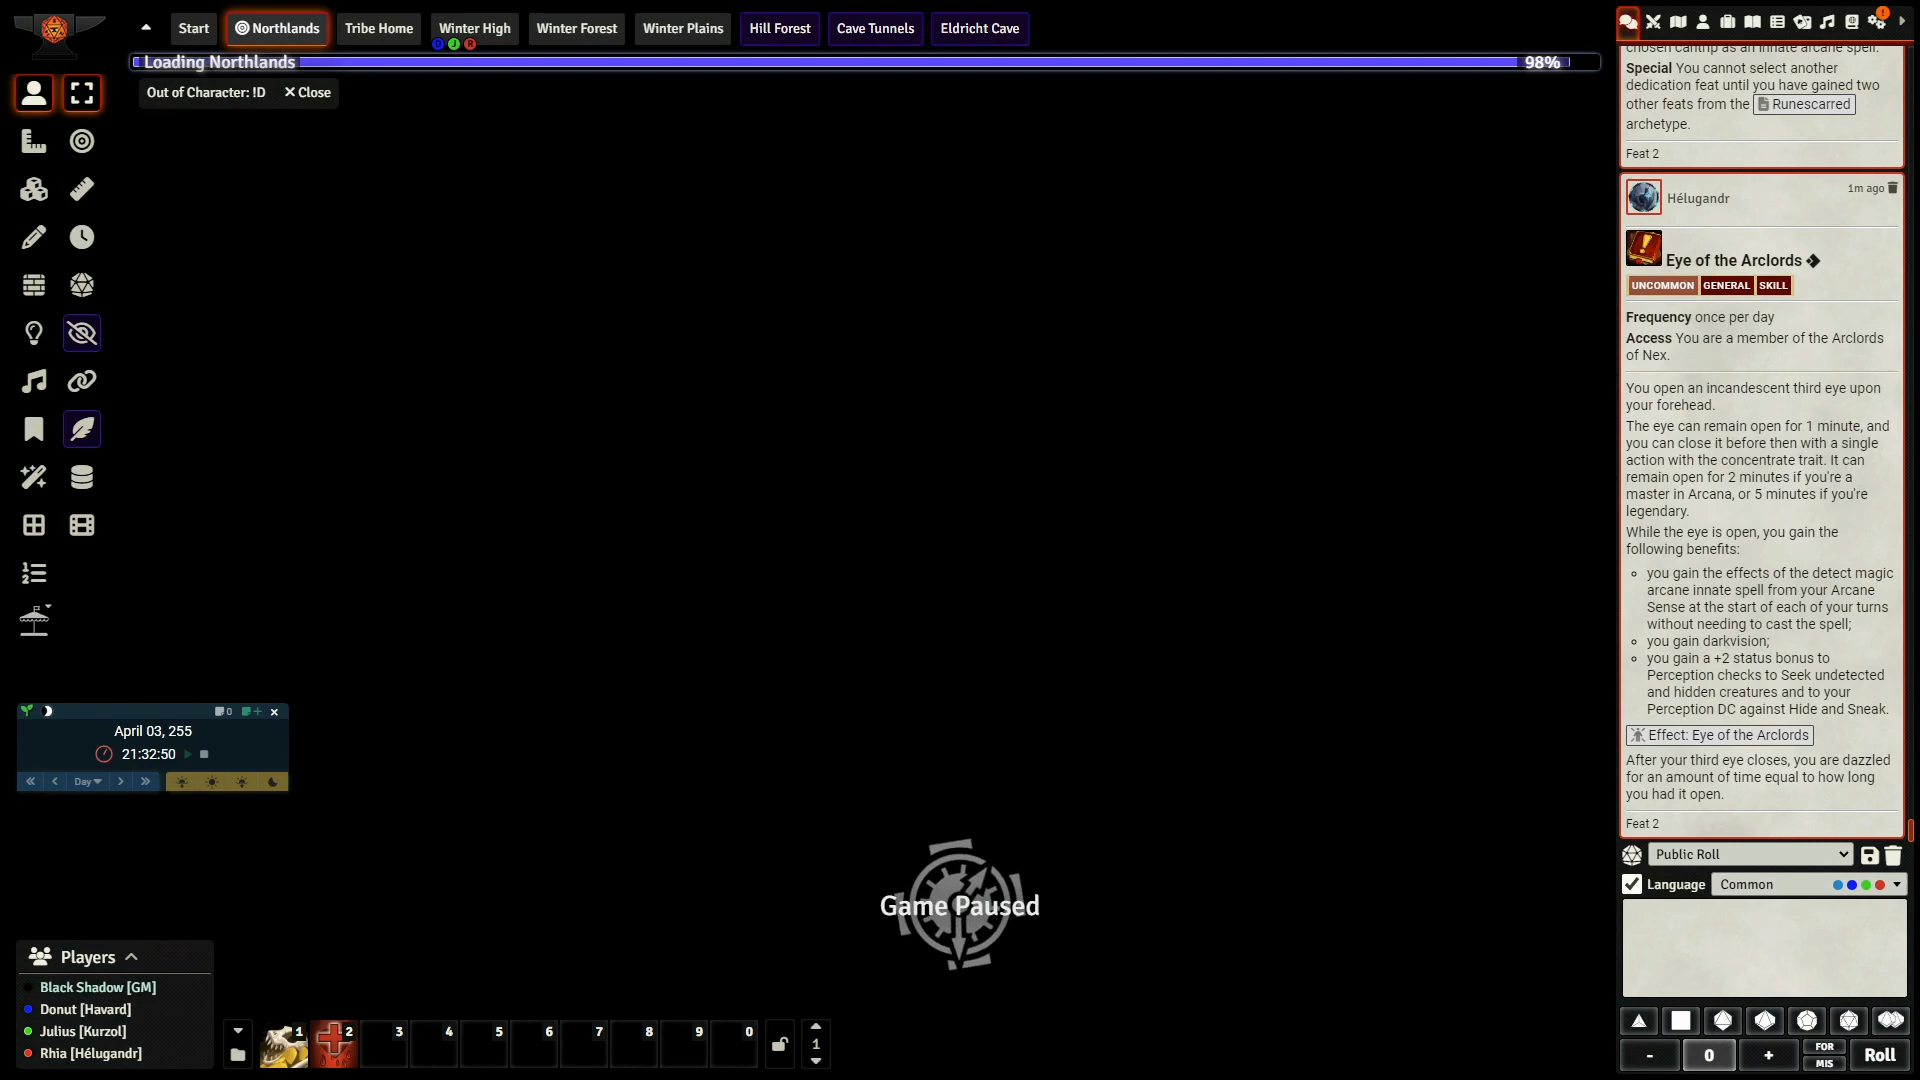 Start
Northlands
Tribe Home
Winter High
Winter Forest
Winter Plains
Hill Forest
Cave Tunnels
Eldricht Cave
D J R
Loading Northlands 98%
Out of Character: !D
Close
April 03, 255
21:32:50
Day
0
Game Paused
Players
Black Shadow [GM]
Donut [Havard]
Julius [Kurzol]
Rhia [Hélugandr]
1 2 3 4 5 6 7 8 9 0
1
chosen cantrip as an innate arcane spell.
Special You cannot select another
dedication feat until you have gained two
other feats from the Runescarred
archetype.
Feat 2
Hélugandr
1m ago
Eye of the Arclords
UNCOMMON GENERAL SKILL
Frequency once per day
Access You are a member of the Arclords
of Nex.
You open an incandescent third eye upon
your forehead.
The eye can remain open for 1 minute, and
you can close it before then with a single
action with the concentrate trait. It can
remain open for 2 minutes if you're a
master in Arcana, or 5 minutes if you're
legendary.
While the eye is open, you gain the
following benefits:
you gain the effects of the detect magic
arcane innate spell from your Arcane
Sense at the start of each of your turns
without needing to cast the spell;
you gain darkvision;
you gain a +2 status bonus to
Perception checks to Seek undetected
and hidden creatures and to your
Perception DC against Hide and Sneak.
Effect: Eye of the Arclords
After your third eye closes, you are dazzled
for an amount of time equal to how long
you had it open.
Feat 2
Public Roll
Language Common
- 0 +
FOR
MIS
Roll